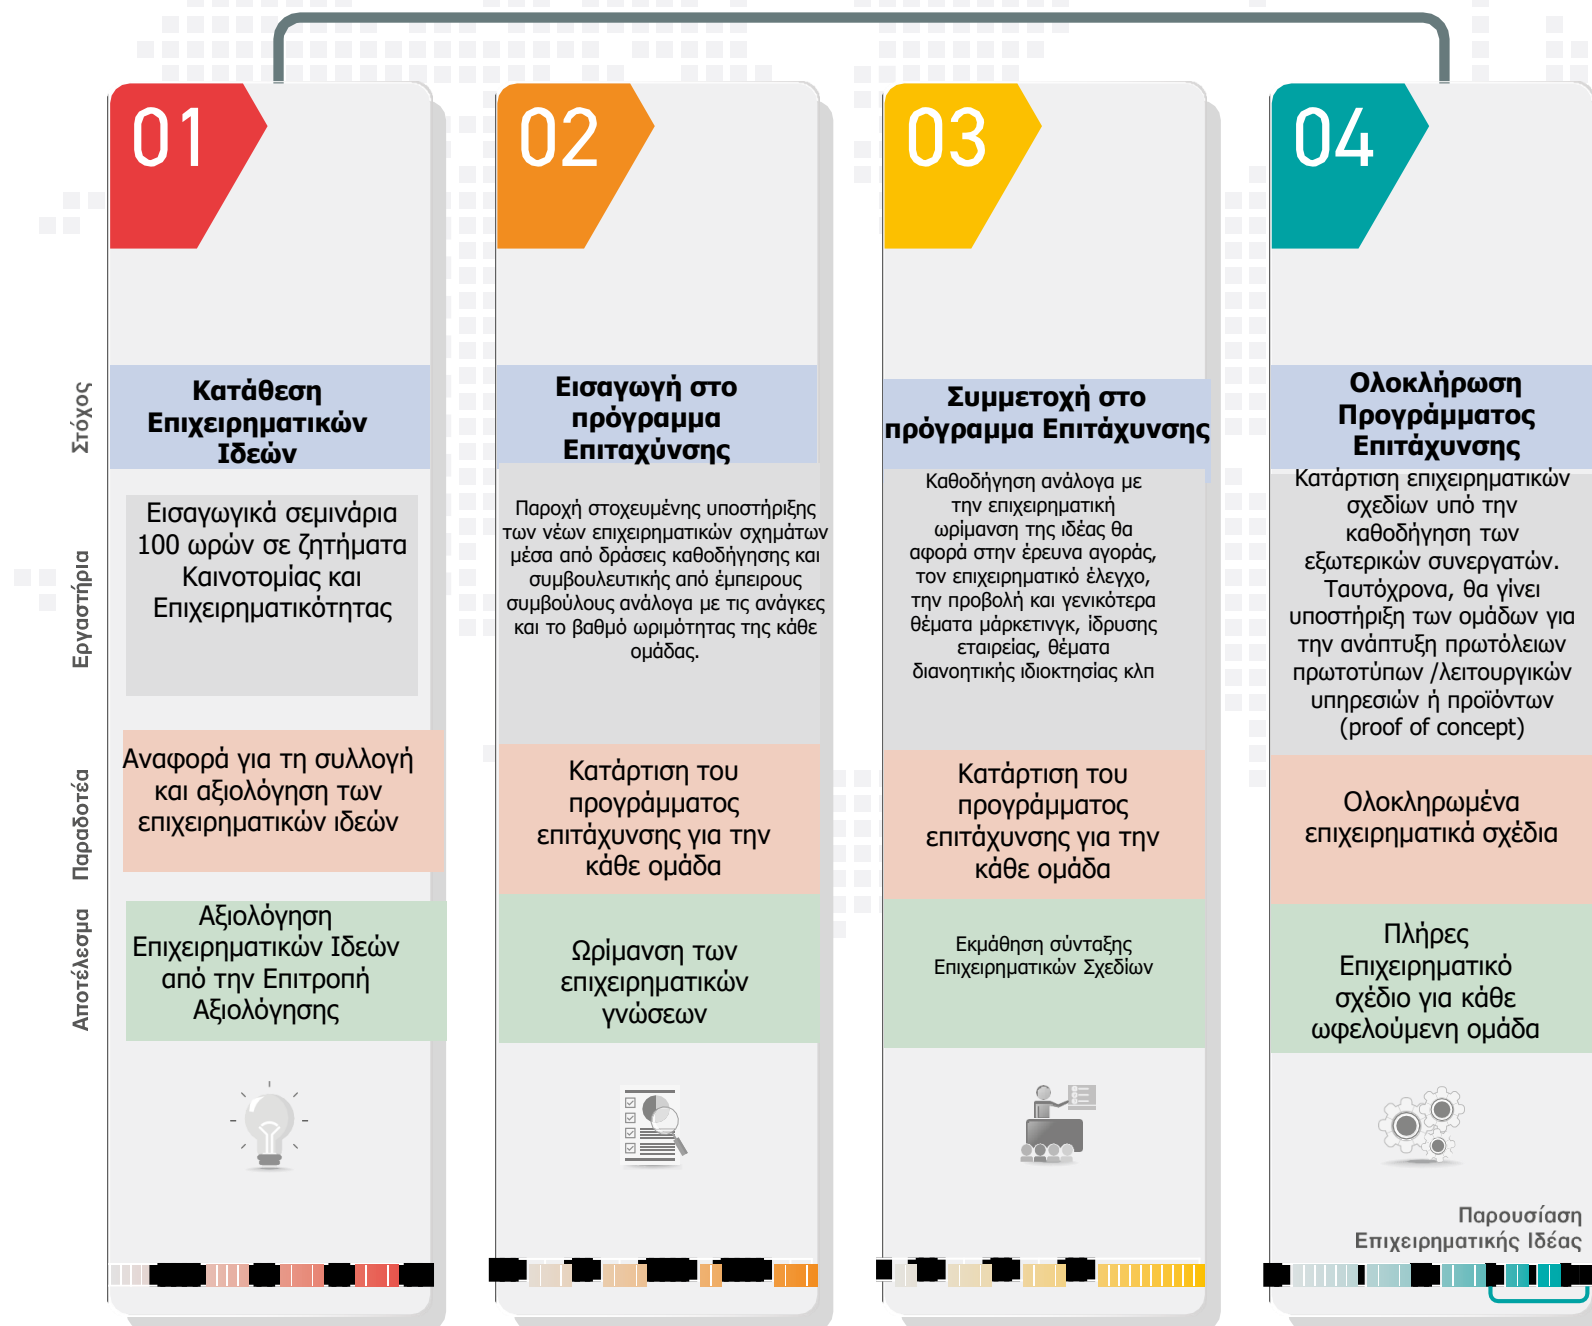 01
Στόχος
Κατάθεση
Επιχειρηματικών
Ιδεών
Εργαστήρια
Εισαγωγικά σεμινάρια
100 ωρών σε ζητήματα
Καινοτομίας και
Επιχειρηματικότητας
Παραδοτέα
Αναφορά για τη συλλογή
και αξιολόγηση των
επιχειρηματικών ιδεών
Αποτέλεσμα
Αξιολόγηση
Επιχειρηματικών Ιδεών
από την Επιτροπή
Αξιολόγησης
02
Εισαγωγή στο
πρόγραμμα
Επιταχύνσης
Παροχή στοχευμένης υποστήριξης
των νέων επιχειρηματικών σχημάτων
μέσα από δράσεις καθοδήγησης και
συμβουλευτικής από έμπειρους
συμβούλους ανάλογα με τις ανάγκες
και το βαθμό ωριμότητας της κάθε
ομάδας.
Κατάρτιση του
προγράμματος
επιτάχυνσης για την
κάθε ομάδα
Ωρίμανση των
επιχειρηματικών
γνώσεων
03
Συμμετοχή στο
πρόγραμμα Επιτάχυνσης
Καθοδήγηση ανάλογα με
την επιχειρηματική
ωρίμανση της ιδέας θα
αφορά στην έρευνα αγοράς,
τον επιχειρηματικό έλεγχο,
την προβολή και γενικότερα
θέματα μάρκετινγκ, ίδρυσης
εταιρείας, θέματα
διανοητικής ιδιοκτησίας κλπ
Κατάρτιση του
προγράμματος
επιτάχυνσης για την
κάθε ομάδα
Εκμάθηση σύνταξης
Επιχειρηματικών Σχεδίων
04
Ολοκλήρωση
Προγράμματος
Επιτάχυνσης
Κατάρτιση επιχειρηματικών
σχεδίων υπό την
καθοδήγηση των
εξωτερικών συνεργατών.
Ταυτόχρονα, θα γίνει
υποστήριξη των ομάδων για
την ανάπτυξη πρωτόλειων
πρωτοτύπων /λειτουργικών
υπηρεσιών ή προϊόντων
(proof of concept)
Ολοκληρωμένα
επιχειρηματικά σχέδια
Πλήρες
Επιχειρηματικό
σχέδιο για κάθε
ωφελούμενη ομάδα
Παρουσίαση
Επιχειρηματικής Ιδέας